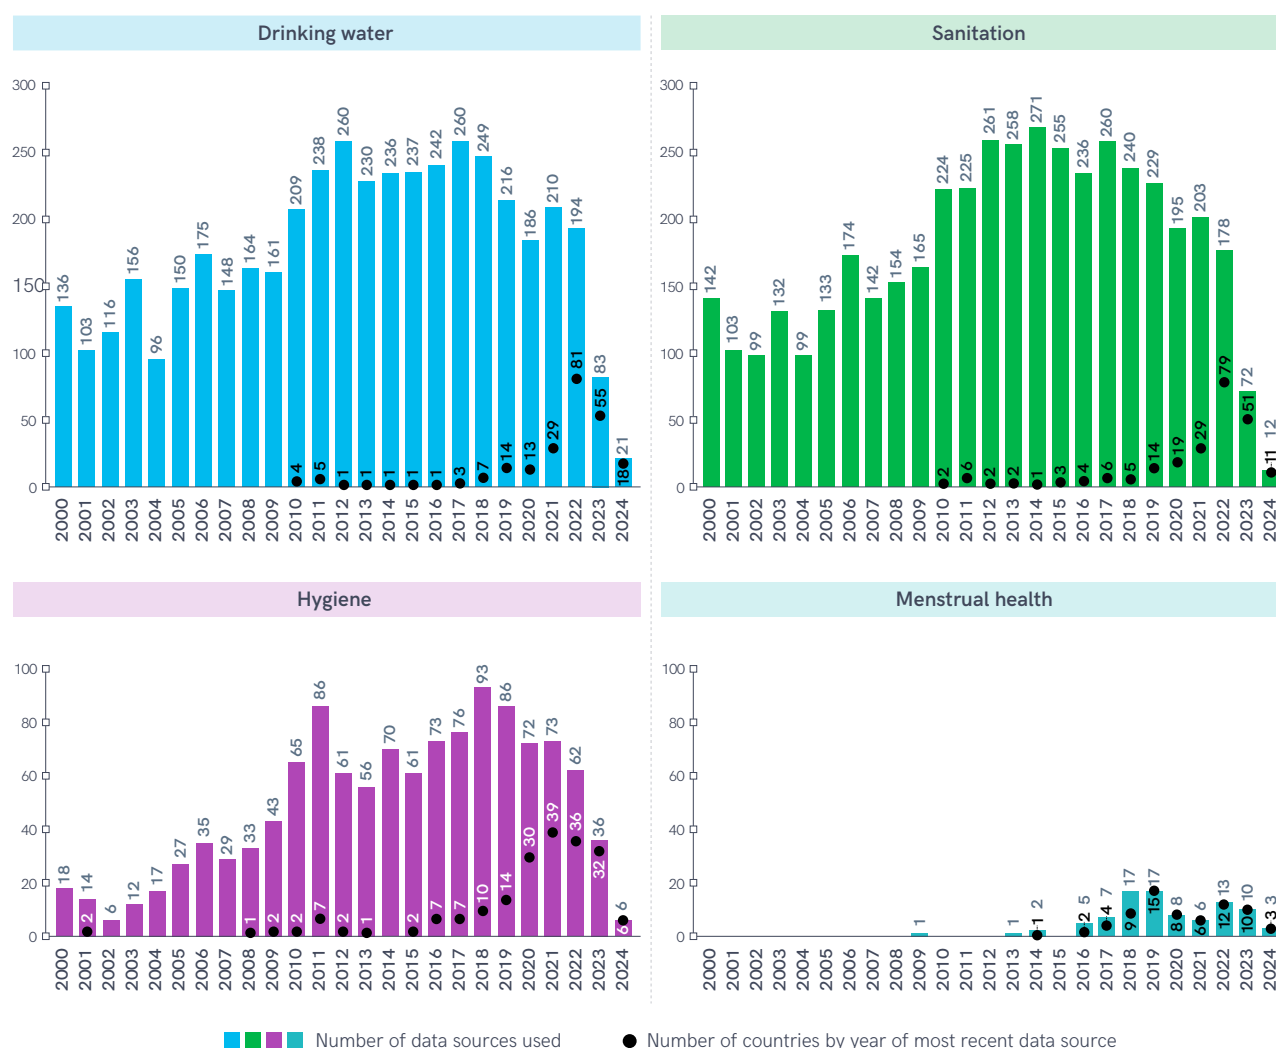 Drinking water
300
250
200
150
100
50
0
136 103 116 156 96 150 175 148 164 161 209 238 260 230 236 237 242 260 249 216 186 210 194 83 21
4 5 1 1 1 1 1 3 7 14 13 29 81 55 18
2000 2001 2002 2003 2004 2005 2006 2007 2008 2009 2010 2011 2012 2013 2014 2015 2016 2017 2018 2019 2020 2021 2022 2023 2024
Sanitation
300
250
200
150
100
50
0
142 103 99 132 99 133 174 142 154 165 224 225 261 258 271 255 236 260 240 229 195 203 178 72 12
2 6 2 2 1 3 4 6 5 14 19 29 79 51 11
2000 2001 2002 2003 2004 2005 2006 2007 2008 2009 2010 2011 2012 2013 2014 2015 2016 2017 2018 2019 2020 2021 2022 2023 2024
Hygiene
100
80
60
40
20
0
18 14 6 12 17 27 35 29 33 43 65 86 61 56 70 61 73 76 93 86 72 73 62 36 6
2 1 2 2 7 2 1 2 7 7 10 14 30 39 36 32 6
2000 2001 2002 2003 2004 2005 2006 2007 2008 2009 2010 2011 2012 2013 2014 2015 2016 2017 2018 2019 2020 2021 2022 2023 2024
Menstrual health
100
80
60
40
20
0
1 1 2 5 7 17 17 8 6 13 10 3
1 2 4 9 15 8 6 12 10 3
2000 2001 2002 2003 2004 2005 2006 2007 2008 2009 2010 2011 2012 2013 2014 2015 2016 2017 2018 2019 2020 2021 2022 2023 2024
Number of data sources used
Number of countries by year of most recent data source